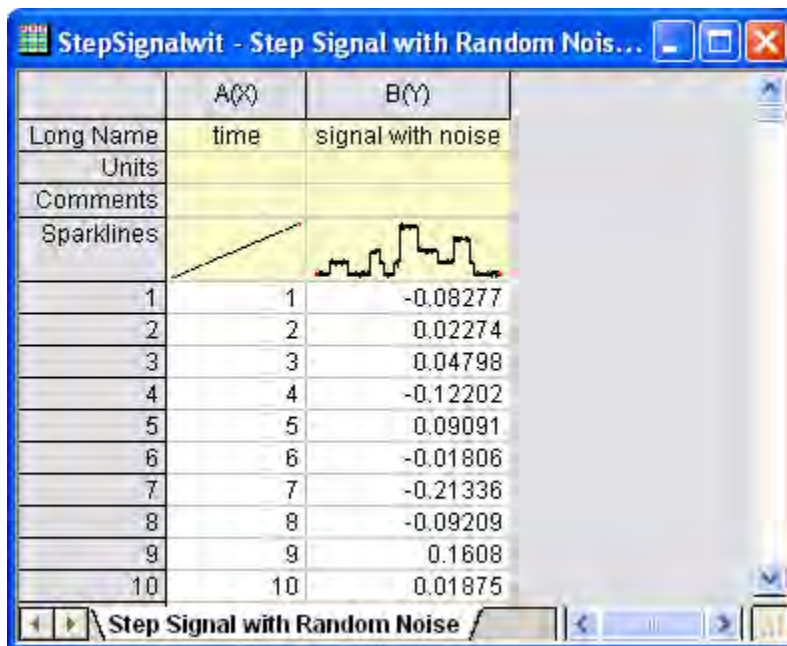 StepSignalwit - Step Signal with Random Nois...
A(X) B(Y)
Long Name time signal with noise
Units
Comments
Sparklines
1 1 -0.08277
2 2 0.02274
3 3 0.04798
4 4 -0.12202
5 5 0.09091
6 6 -0.01806
7 7 -0.21336
8 8 -0.09209
9 9 0.1608
10 10 0.01875
Step Signal with Random Noise